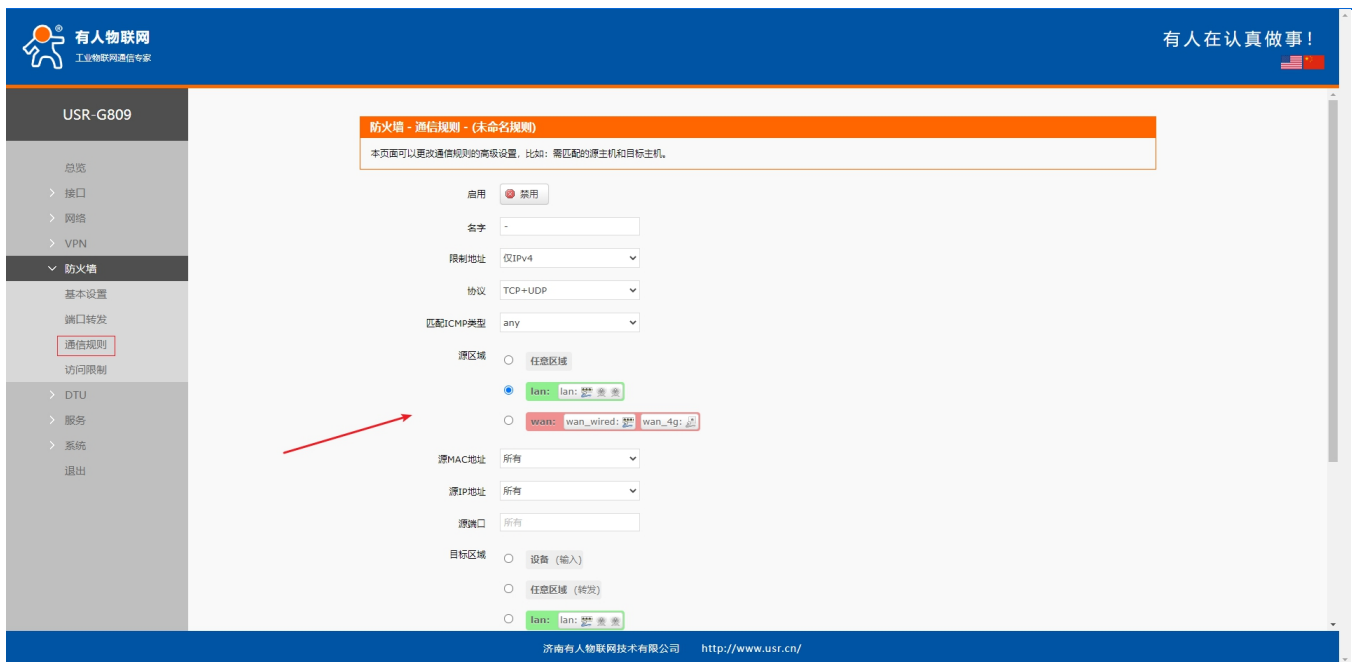 有人物联网
工业物联网通信专家
有人在认真做事!
USR-G809
总览
接口
网络
VPN
防火墙
基本设置
端口转发
通信规则
访问限制
DTU
服务
系统
退出
防火墙 - 通信规则 - (未命名规则)
本页面可以更改通信规则的高级设置，比如：需匹配的源主机和目标主机。
启用 禁用
名字 -
限制地址 仅IPv4
协议 TCP+UDP
匹配ICMP类型 any
源区域 任意区域
lan: lan:
wan: wan_wired: wan_4g:
源MAC地址 所有
源IP地址 所有
源端口 所有
目标区域 设备 (输入)
任意区域 (转发)
lan: lan:
济南有人物联网技术有限公司 http://www.usr.cn/